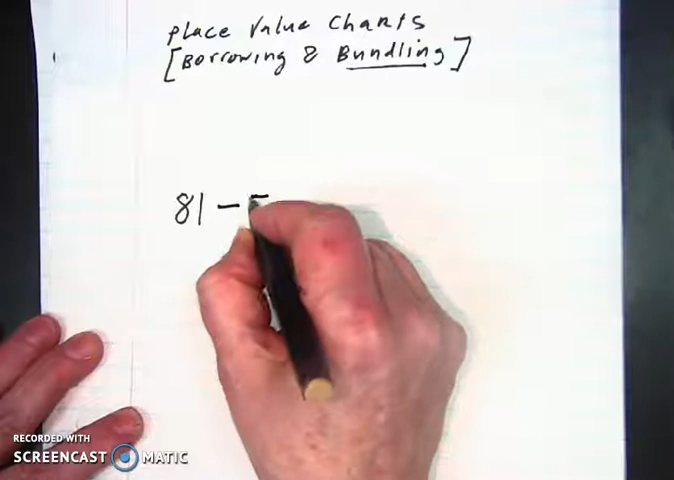 Place Value Charts
[Borrowing & Bundling]
81 -
RECORDED WITH
SCREENCAST MATIC